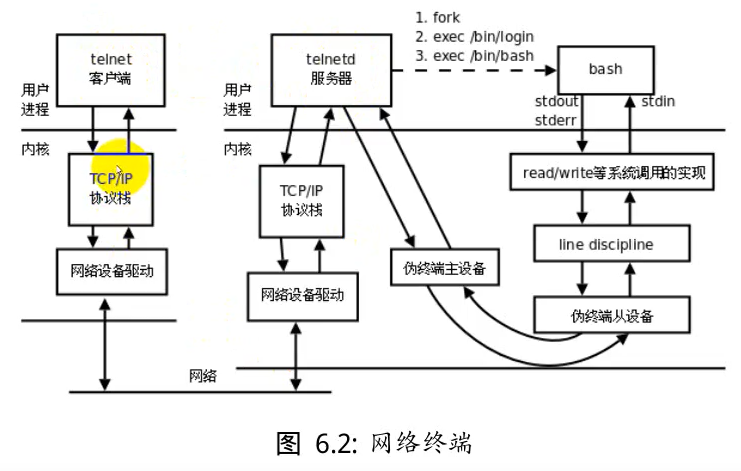 telnet
客户端
用户
进程
内核
TCP/IP
协议栈
网络设备驱动
telnetd
服务器
1. fork
2. exec /bin/login
3. exec /bin/bash
bash
用户
进程
stdout
stderr
stdin
内核
TCP/IP
协议栈
网络设备驱动
伪终端主设备
read/write等系统调用的实现
line discipline
伪终端从设备
网络
图 6.2: 网络终端